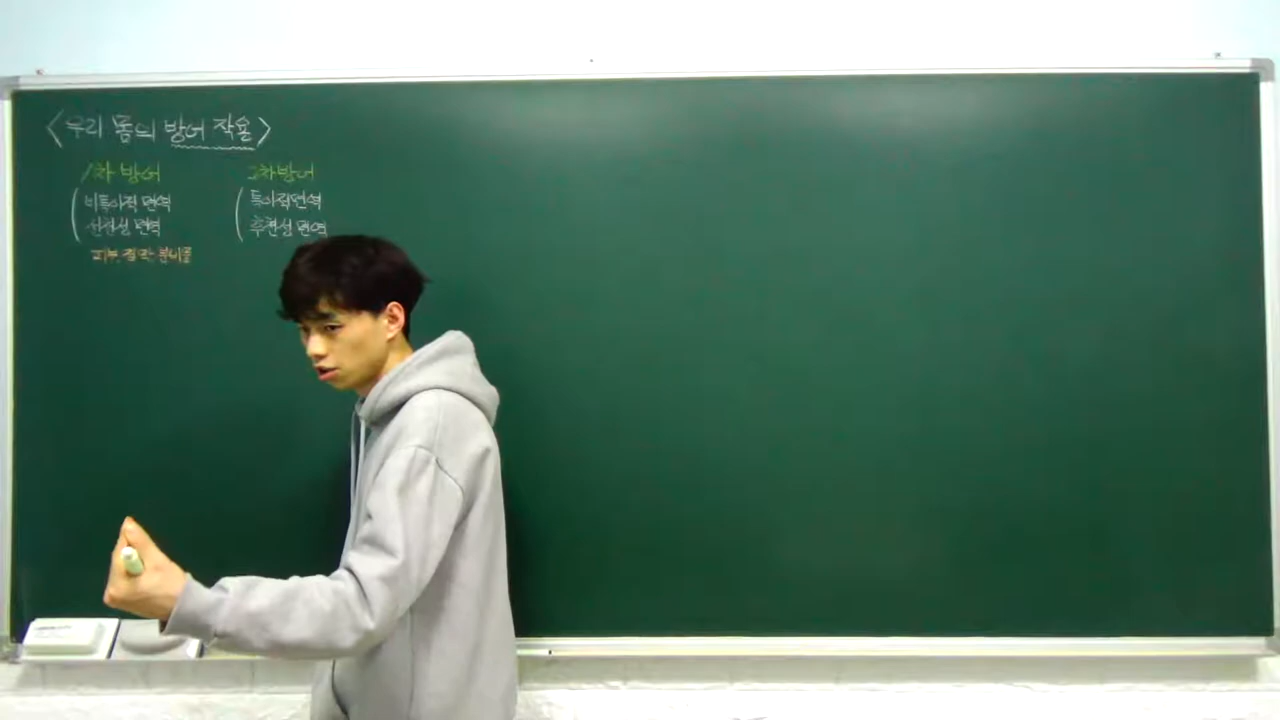 <우리 몸의 방어 작용>
1차 방어
비특이적 면역
선천성 면역
피부 점막 분비물
2차 방어
특이적 면역
후천성 면역